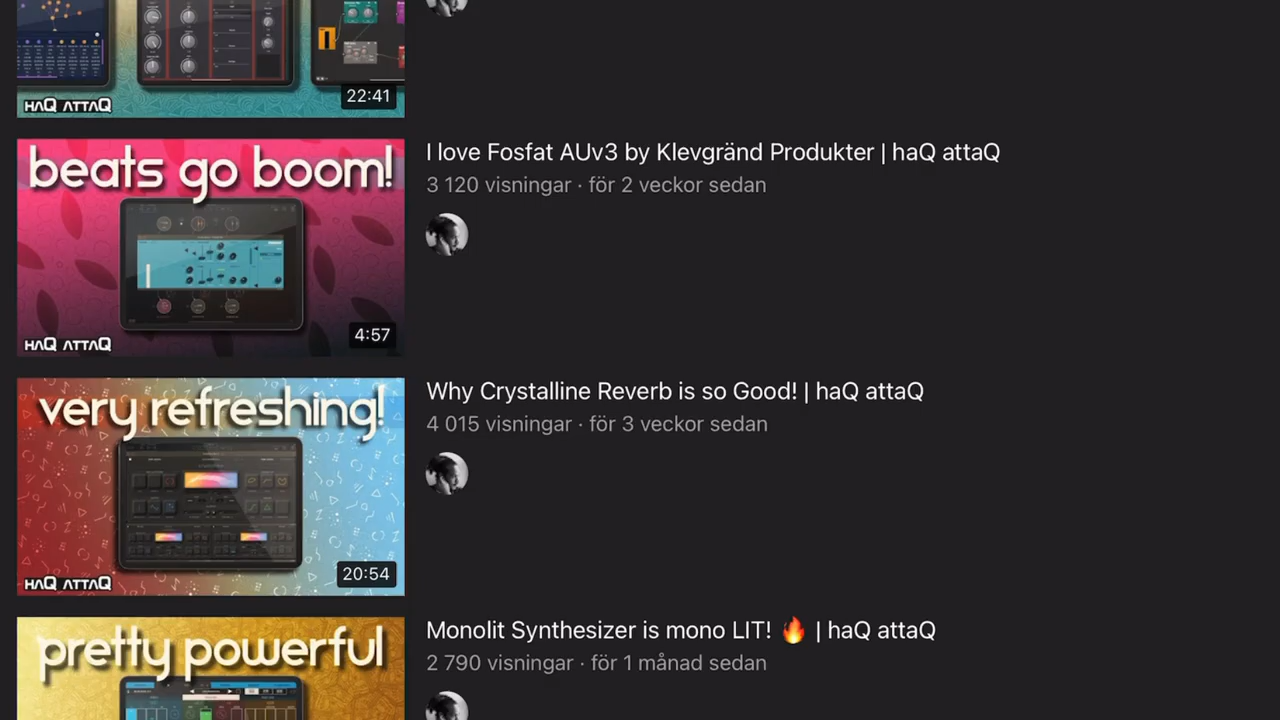 HAQ ATTAQ
22:41
beats go boom!
HAQ ATTAQ
4:57
I love Fosfat AUv3 by Klevgränd Produkter | haQ attaQ
3 120 visningar · för 2 veckor sedan
very refreshing!
HAQ ATTAQ
20:54
Why Crystalline Reverb is so Good! | haQ attaQ
4 015 visningar · för 3 veckor sedan
pretty powerful
Monolit Synthesizer is mono LIT! 🔥 | haQ attaQ
2 790 visningar · för 1 månad sedan